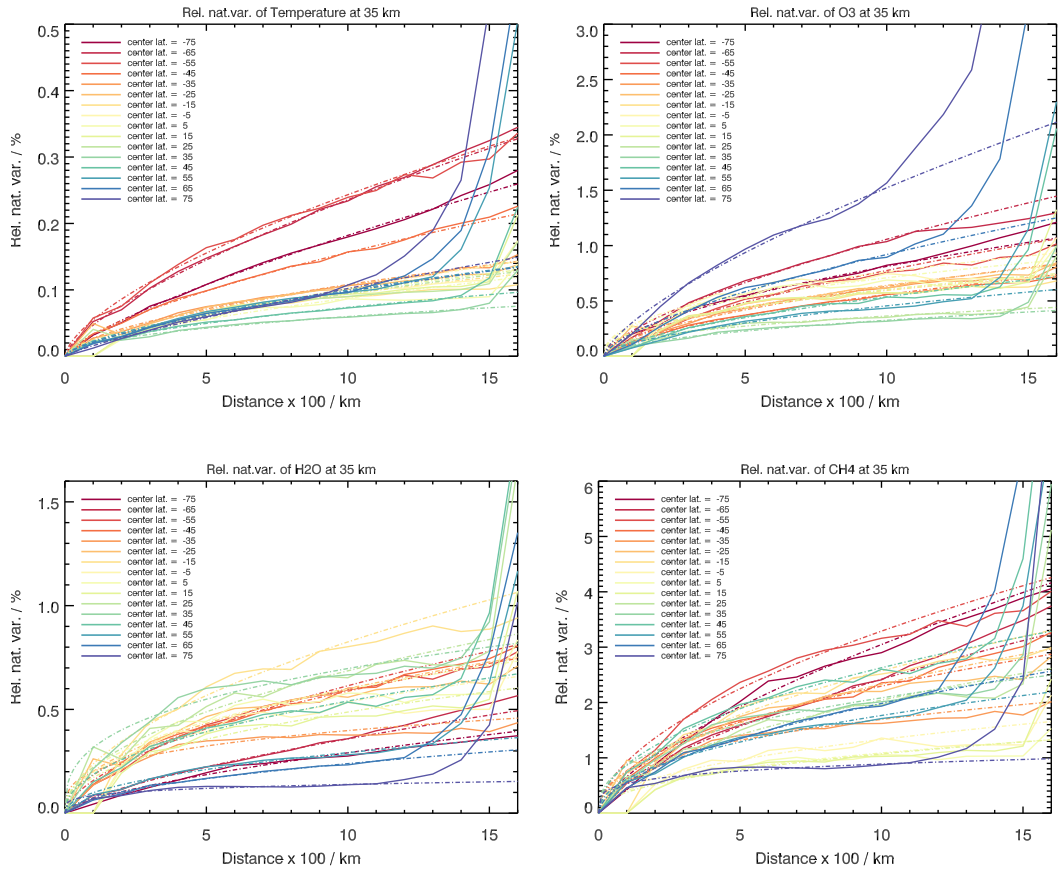 Rel. nat.var. of Temperature at 35 km
0.5
0.4
0.3
0.2
0.1
0.0
Rel. nat. var. / %
center lat. = -75
center lat. = -65
center lat. = -55
center lat. = -45
center lat. = -35
center lat. = -25
center lat. = -15
center lat. = -5
center lat. = 5
center lat. = 15
center lat. = 25
center lat. = 35
center lat. = 45
center lat. = 55
center lat. = 65
center lat. = 75
0 5 10 15
Distance x 100 / km
Rel. nat.var. of O3 at 35 km
3.0
2.5
2.0
1.5
1.0
0.5
0.0
Rel. nat. var. / %
center lat. = -75
center lat. = -65
center lat. = -55
center lat. = -45
center lat. = -35
center lat. = -25
center lat. = -15
center lat. = -5
center lat. = 5
center lat. = 15
center lat. = 25
center lat. = 35
center lat. = 45
center lat. = 55
center lat. = 65
center lat. = 75
0 5 10 15
Distance x 100 / km
Rel. nat.var. of H2O at 35 km
1.5
1.0
0.5
0.0
Rel. nat. var. / %
center lat. = -75
center lat. = -65
center lat. = -55
center lat. = -45
center lat. = -35
center lat. = -25
center lat. = -15
center lat. = -5
center lat. = 5
center lat. = 15
center lat. = 25
center lat. = 35
center lat. = 45
center lat. = 55
center lat. = 65
center lat. = 75
0 5 10 15
Distance x 100 / km
Rel. nat.var. of CH4 at 35 km
6
5
4
3
2
1
0
Rel. nat. var. / %
center lat. = -75
center lat. = -65
center lat. = -55
center lat. = -45
center lat. = -35
center lat. = -25
center lat. = -15
center lat. = -5
center lat. = 5
center lat. = 15
center lat. = 25
center lat. = 35
center lat. = 45
center lat. = 55
center lat. = 65
center lat. = 75
0 5 10 15
Distance x 100 / km